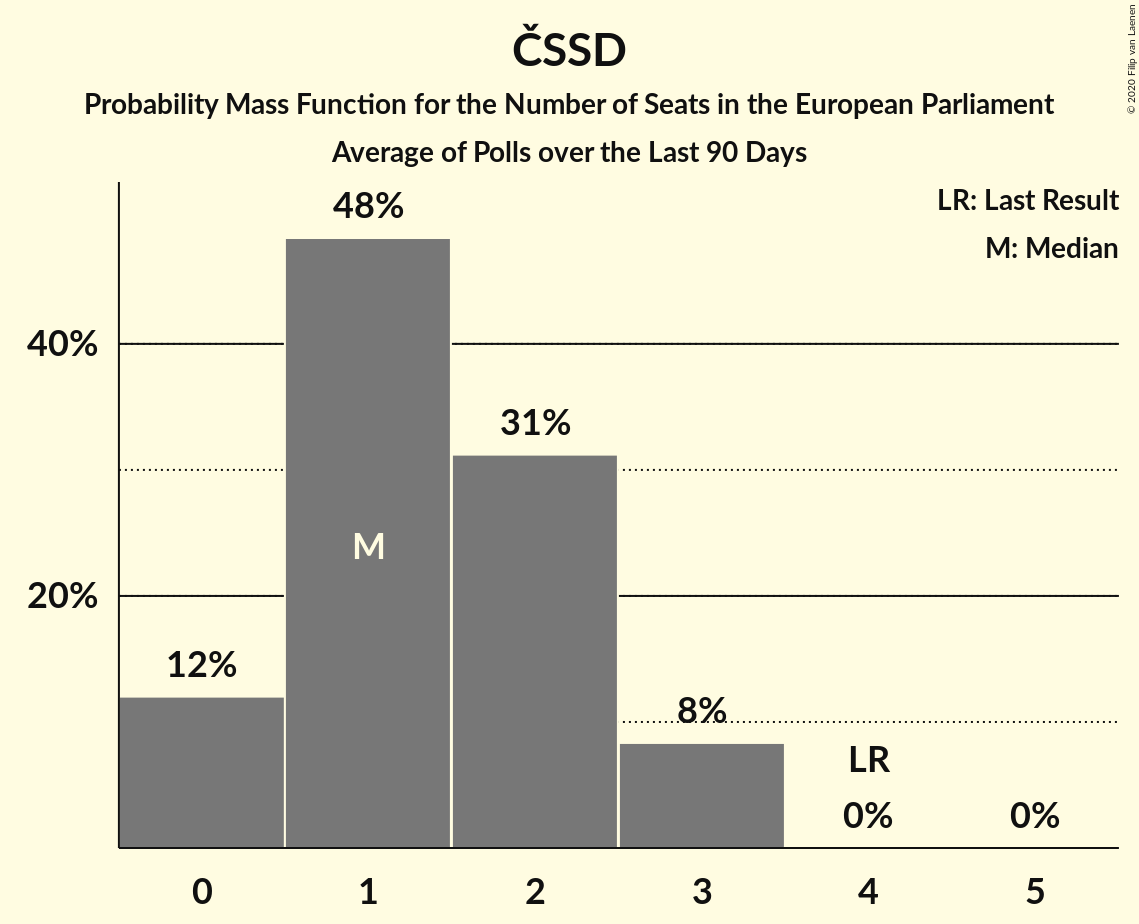 ČSSD
Probability Mass Function for the Number of Seats in the European Parliament
Average of Polls over the Last 90 Days
© 2020 Filip van Laenen
LR: Last Result
M: Median
48%
40%
31%
M
20%
12%
8%
LR
0%
0%
0 1 2 3 4 5